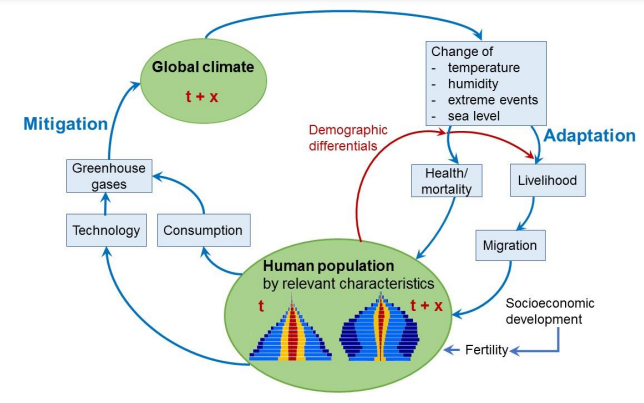 Global climate
t + x
Change of
- temperature
- humidity
- extreme events
- sea level
Mitigation
Demographic
differentials
Adaptation
Greenhouse
gases
Health/
mortality
Livelihood
Technology
Consumption
Migration
Human population
by relevant characteristics
t
t + x
Socioeconomic
development
Fertility